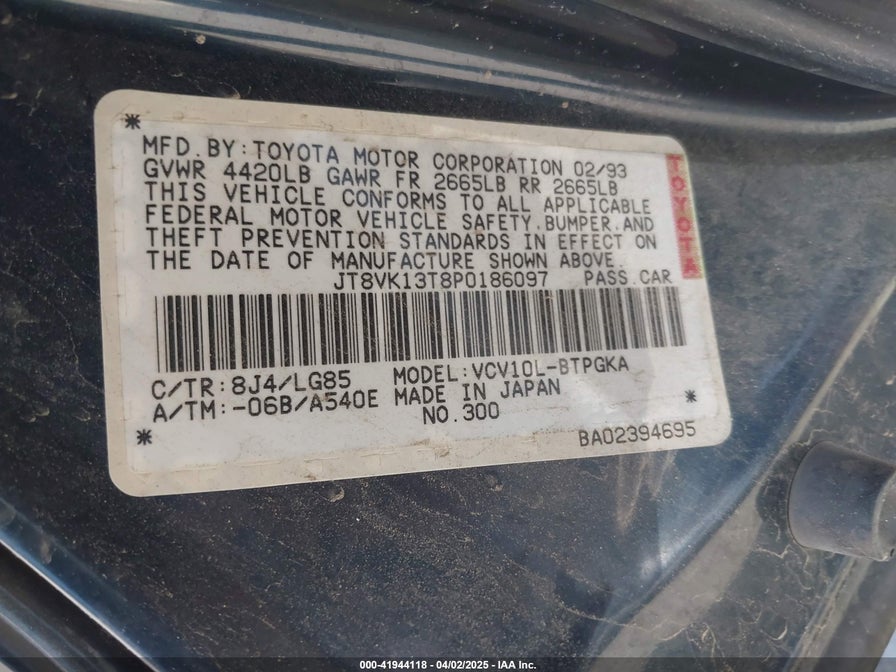 *
MFD. BY: TOYOTA MOTOR CORPORATION 02/93
GVWR 4420LB GAWR FR 2665LB RR 2665LB
THIS VEHICLE CONFORMS TO ALL APPLICABLE
FEDERAL MOTOR VEHICLE SAFETY, BUMPER, AND
THEFT PREVENTION STANDARDS IN EFFECT ON
THE DATE OF MANUFACTURE SHOWN ABOVE.
JT8VK13T8P0186097 PASS. CAR
TOYOTA
C/TR: 8J4/LG85 MODEL: VCV10L-BTPGKA
A/TM: -06B/A540E MADE IN JAPAN
NO. 300
*
*
BA02394695
000-41944118 - 04/02/2025 - IAA Inc.